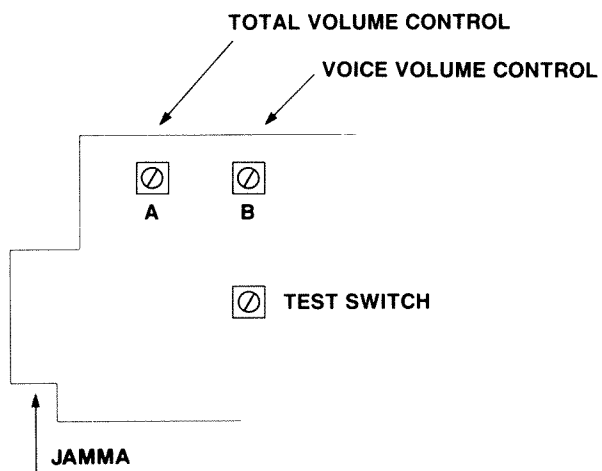 TOTAL VOLUME CONTROL
VOICE VOLUME CONTROL
A
B
TEST SWITCH
JAMMA